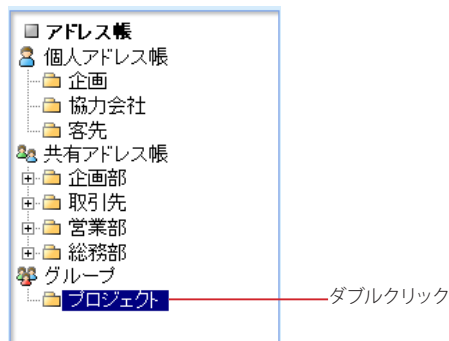 アドレス帳
個人アドレス帳
企画
協力会社
客先
共有アドレス帳
企画部
取引先
営業部
総務部
グループ
プロジェクト
ダブルクリック